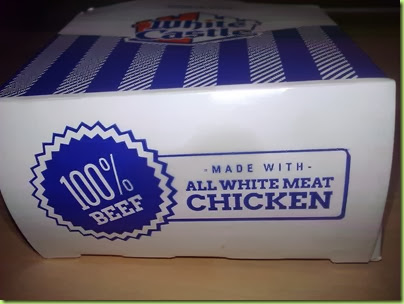 White
Castle
100%
BEEF
- MADE WITH -
ALL WHITE MEAT
CHICKEN